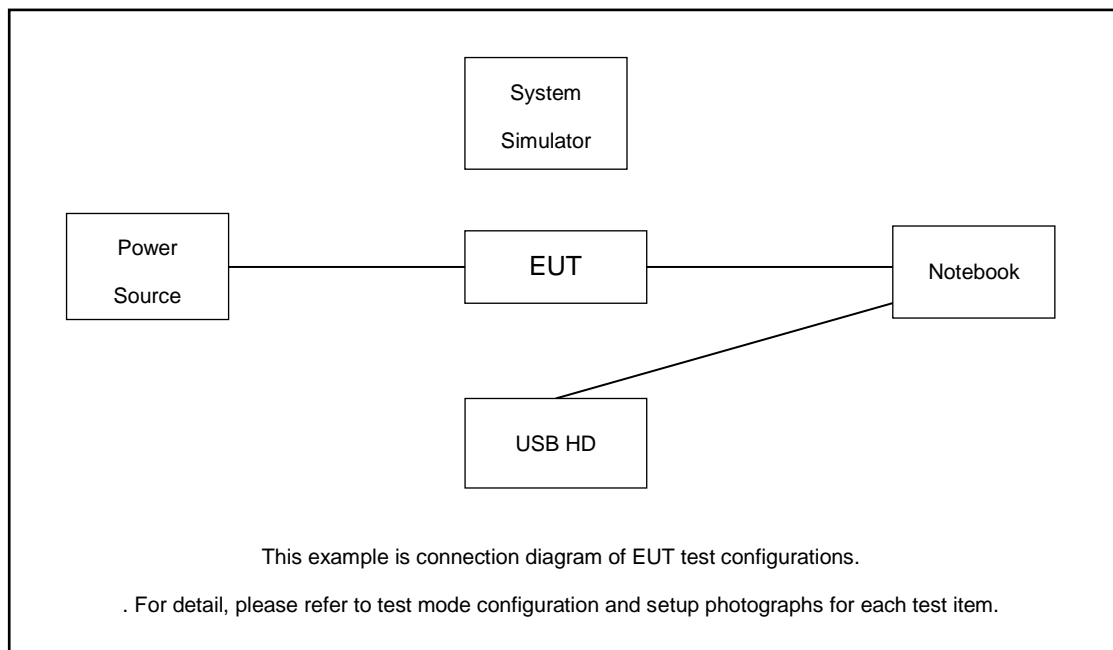 System
Simulator
Power
Source
EUT
Notebook
USB HD
This example is connection diagram of EUT test configurations.
. For detail, please refer to test mode configuration and setup photographs for each test item.